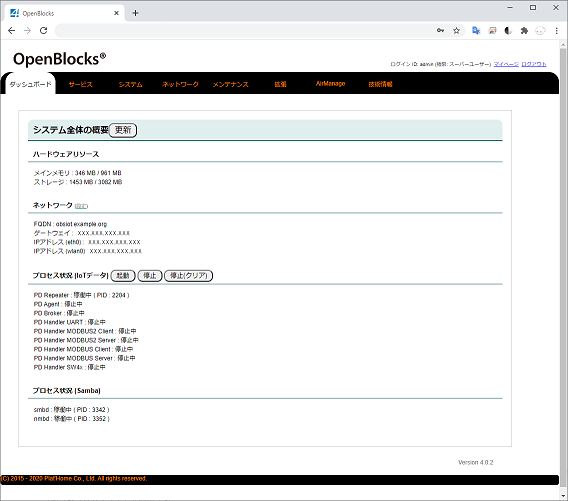 OpenBlocks
OpenBlocks®
ログイン ID: admin (権限: スーパーユーザー) マイページ ログアウト
ダッシュボード サービス システム ネットワーク メンテナンス 拡張 AirManage 技術情報
システム全体の概要 更新
ハードウェアリソース
メインメモリ : 346 MB / 961 MB
ストレージ : 1453 MB / 3082 MB
ネットワーク (設定)
FQDN : obsiot.example.org
ゲートウェイ : XXX.XXX.XXX.XXX
IPアドレス (eth0) : XXX.XXX.XXX.XXX
IPアドレス (wlan0) XXX.XXX.XXX.XXX
プロセス状況 (IoTデータ) 起動 停止 停止(クリア)
PD Repeater : 稼働中 ( PID : 2204 )
PD Agent : 停止中
PD Broker : 停止中
PD Handler UART : 停止中
PD Handler MODBUS2 Client : 停止中
PD Handler MODBUS2 Server : 停止中
PD Handler MODBUS Client : 停止中
PD Handler MODBUS Server : 停止中
PD Handler SW4x : 停止中
プロセス状況 (Samba)
smbd : 稼働中 ( PID : 3342 )
nmbd : 稼働中 ( PID : 3352 )
Version 4.0.2
(C) 2015 - 2020 Plat'Home Co., Ltd. All rights reserved.